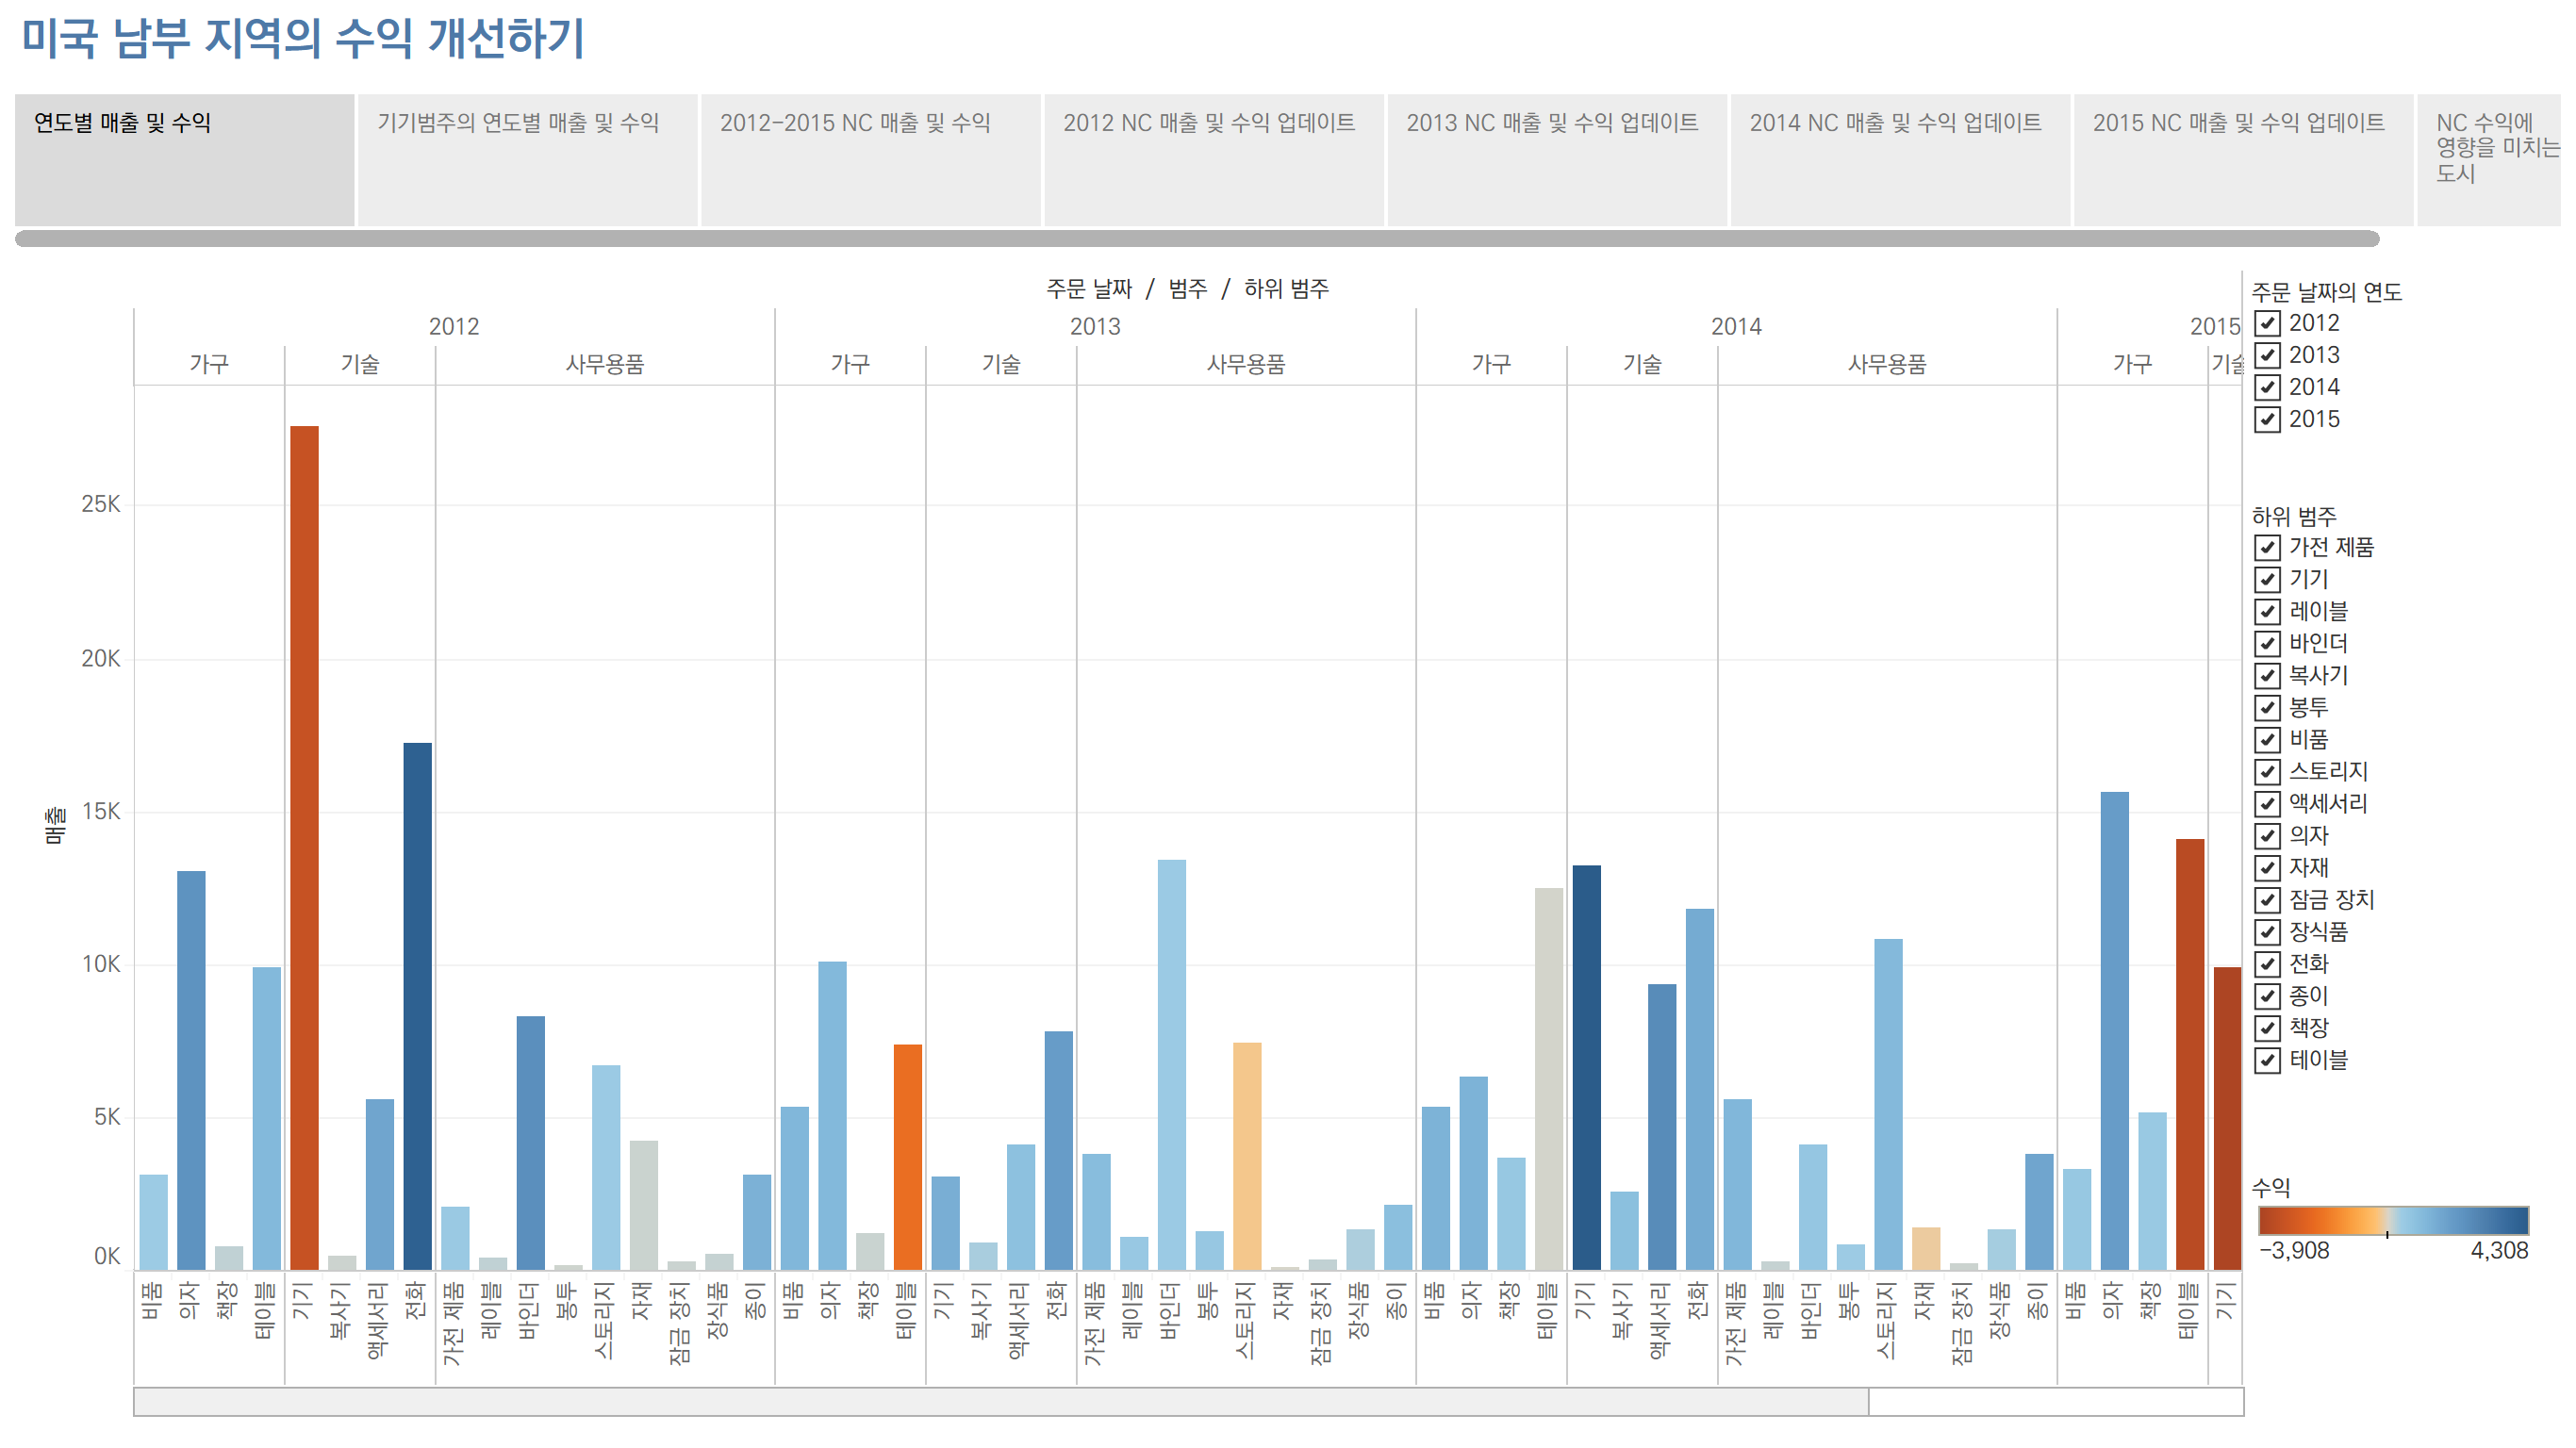 미국 남부 지역의 수익 개선하기
연도별 매출 및 수익
기기범주의 연도별 매출 및 수익
2012-2015 NC 매출 및 수익
2012 NC 매출 및 수익 업데이트
2013 NC 매출 및 수익 업데이트
2014 NC 매출 및 수익 업데이트
2015 NC 매출 및 수익 업데이트
NC 수익에
영향을 미치는
도시
주문 날짜 / 범주 / 하위 범주
2012 2013 2014 2015
가구 기술 사무용품 가구 기술 사무용품 가구 기술 사무용품 가구 기술
25K
20K
15K
10K
5K
0K
매출
비품 의자 책장 테이블 기기 복사기 액세서리 전화 가전 제품 레이블 바인더 봉투 스토리지 자재 잠금 장치 장식품 종이 비품 의자 책장 테이블 기기 복사기 액세서리 전화 가전 제품 레이블 바인더 봉투 스토리지 자재 잠금 장치 장식품 종이 비품 의자 책장 테이블 기기 복사기 액세서리 전화 가전 제품 레이블 바인더 봉투 스토리지 자재 잠금 장치 장식품 종이 비품 의자 책장 테이블 기기
주문 날짜의 연도
2012
2013
2014
2015
하위 범주
가전 제품
기기
레이블
바인더
복사기
봉투
비품
스토리지
액세서리
의자
자재
잠금 장치
장식품
전화
종이
책장
테이블
수익
-3,908 4,308